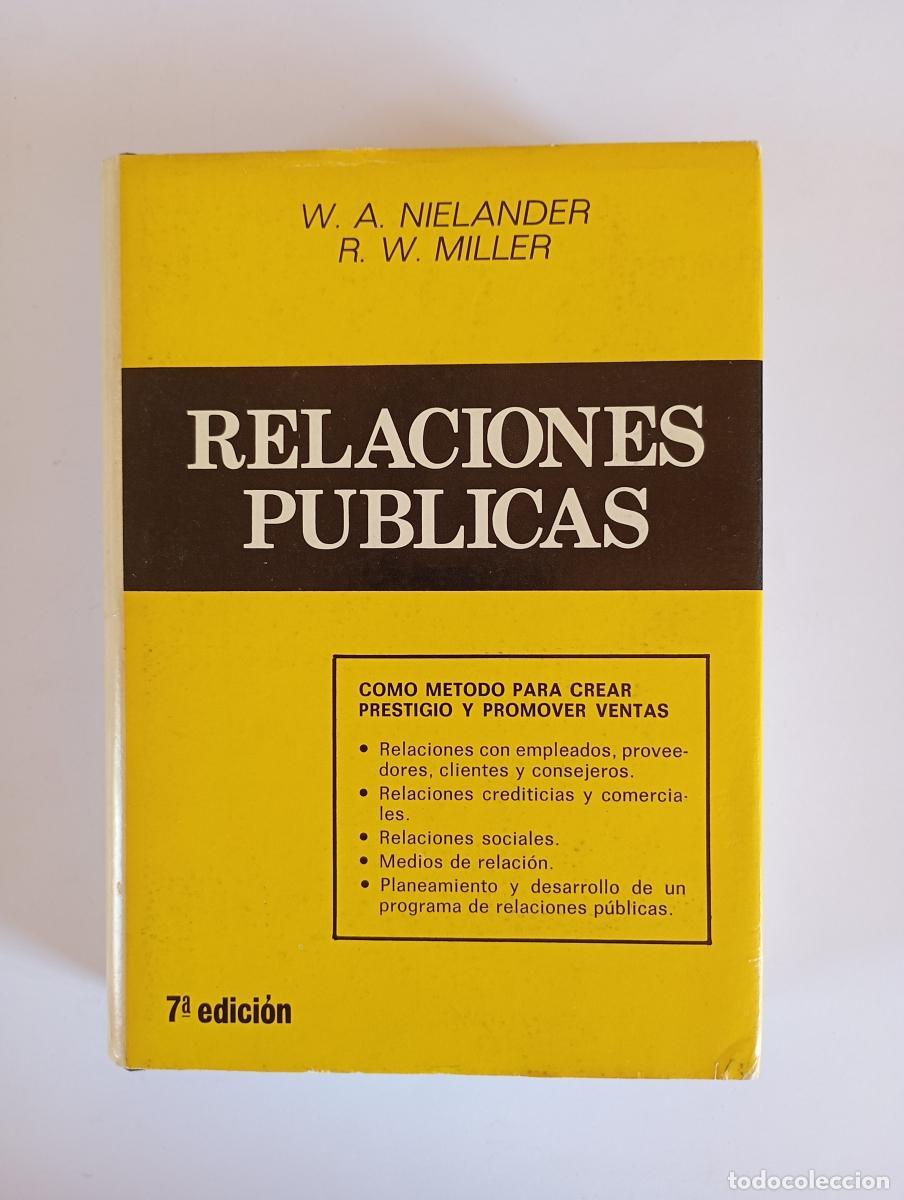 W. A. NIELANDER
R. W. MILLER
RELACIONES
PUBLICAS
COMO METODO PARA CREAR
PRESTIGIO Y PROMOVER VENTAS
• Relaciones con empleados, provee-
dores, clientes y consejeros.
• Relaciones crediticias y comercia-
les.
• Relaciones sociales.
• Medios de relación.
• Planeamiento y desarrollo de un
programa de relaciones públicas.
7ª edición
todocoleccion